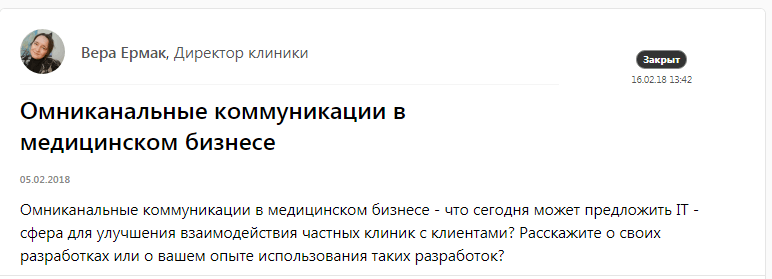 Вера Ермак, Директор клиники
Закрыт
16.02.18 13:42
Омниканальные коммуникации в
медицинском бизнесе
05.02.2018
Омниканальные коммуникации в медицинском бизнесе - что сегодня может предложить IT -
сфера для улучшения взаимодействия частных клиник с клиентами? Расскажите о своих
разработках или о вашем опыте использования таких разработок?